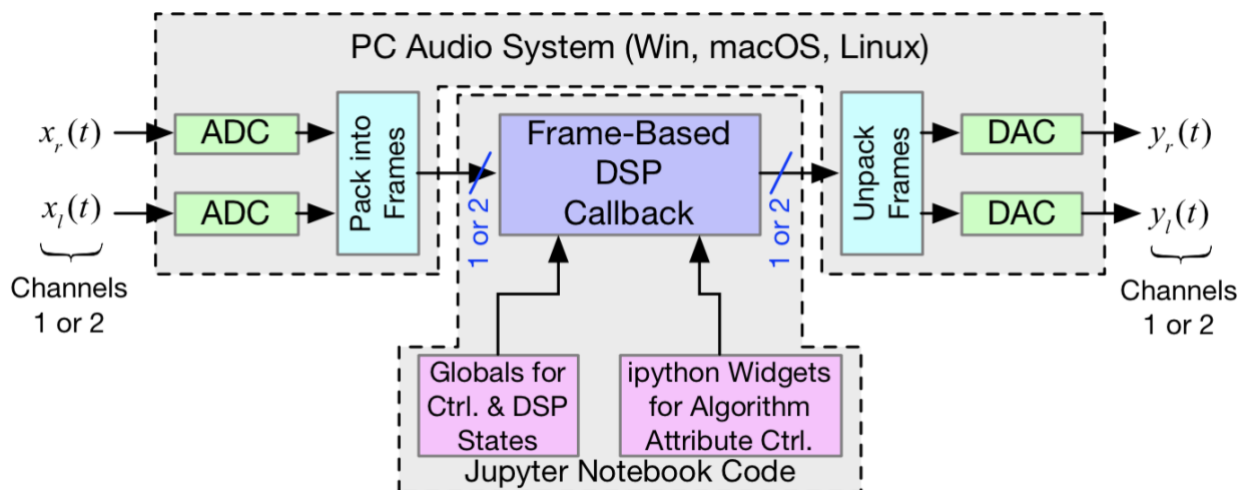 PC Audio System (Win, macOS, Linux)
x_r(t)
ADC
x_l(t)
ADC
Channels
1 or 2
Pack into
Frames
1 or 2
Frame-Based
DSP
Callback
1 or 2
Unpack
Frames
DAC
y_r(t)
DAC
y_l(t)
Channels
1 or 2
Globals for
Ctrl. & DSP
States
ipython Widgets
for Algorithm
Attribute Ctrl.
Jupyter Notebook Code